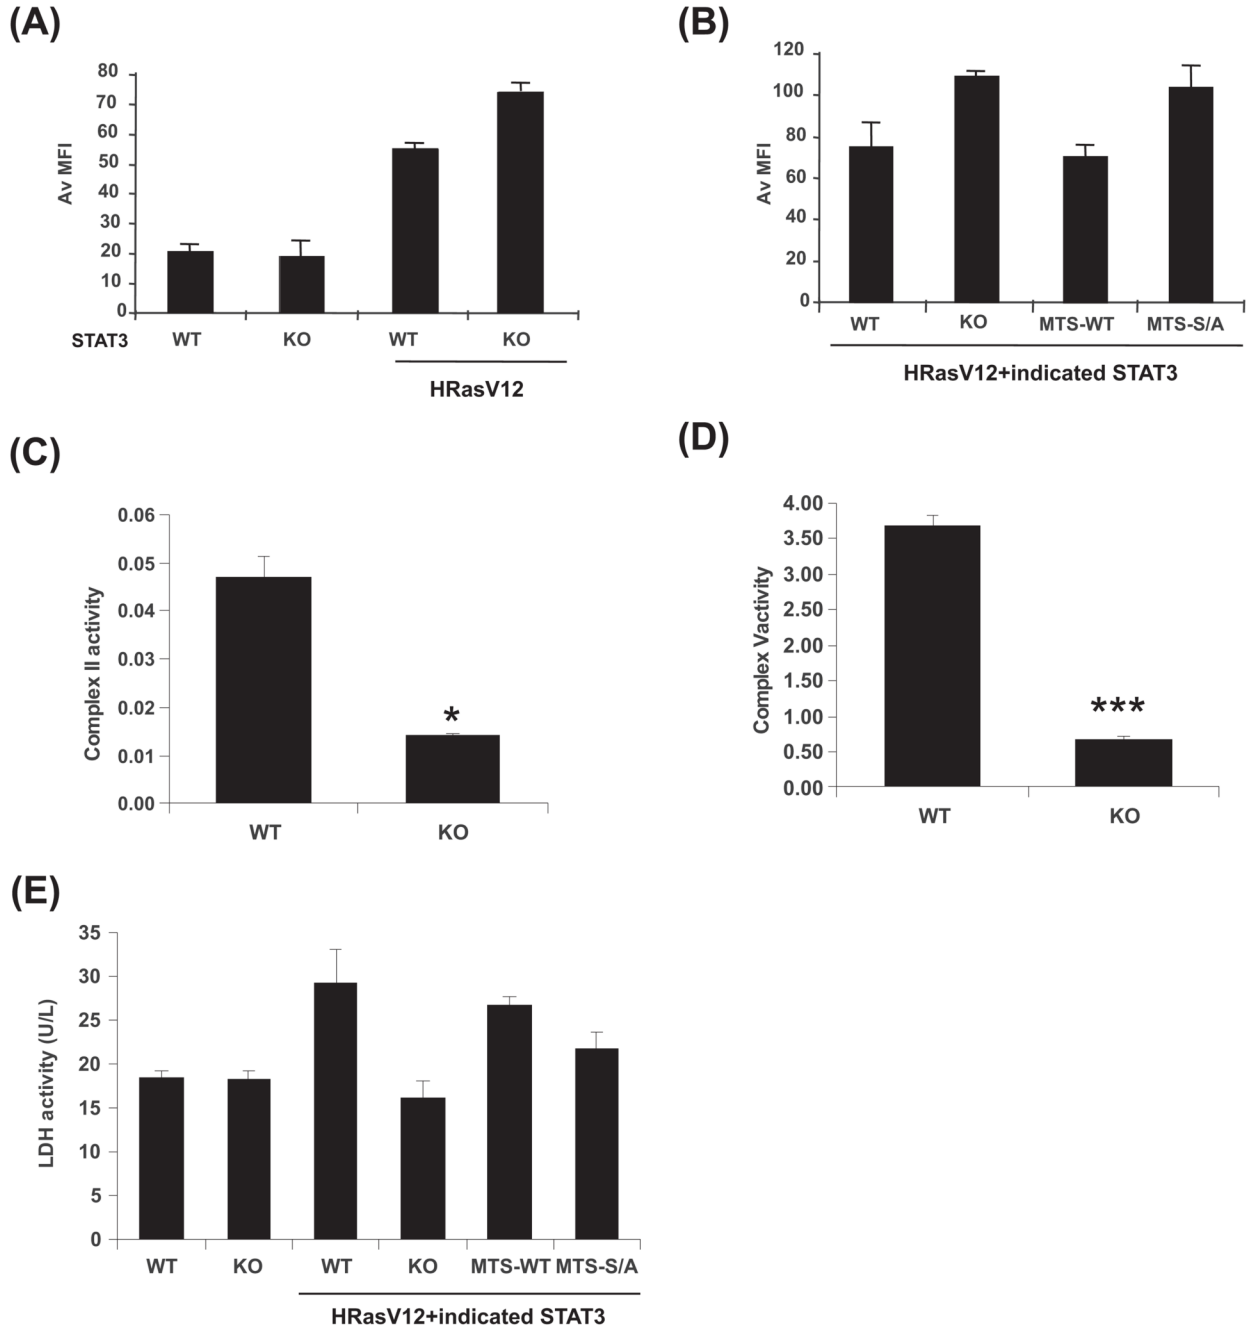 (A)
80
70
60
50
40
30
20
10
0
Av MFI
STAT3 WT KO WT KO
HRasV12
(B)
120
100
80
60
40
20
0
Av MFI
WT KO MTS-WT MTS-S/A
HRasV12+indicated STAT3
(C)
0.06
0.05
0.04
0.03
0.02
0.01
0.00
Complex II activity
*
WT KO
(D)
4.00
3.50
3.00
2.50
2.00
1.50
1.00
0.50
0.00
Complex Vactivity
***
WT KO
(E)
35
30
25
20
15
10
5
0
LDH activity (U/L)
WT KO WT KO MTS-WT MTS-S/A
HRasV12+indicated STAT3